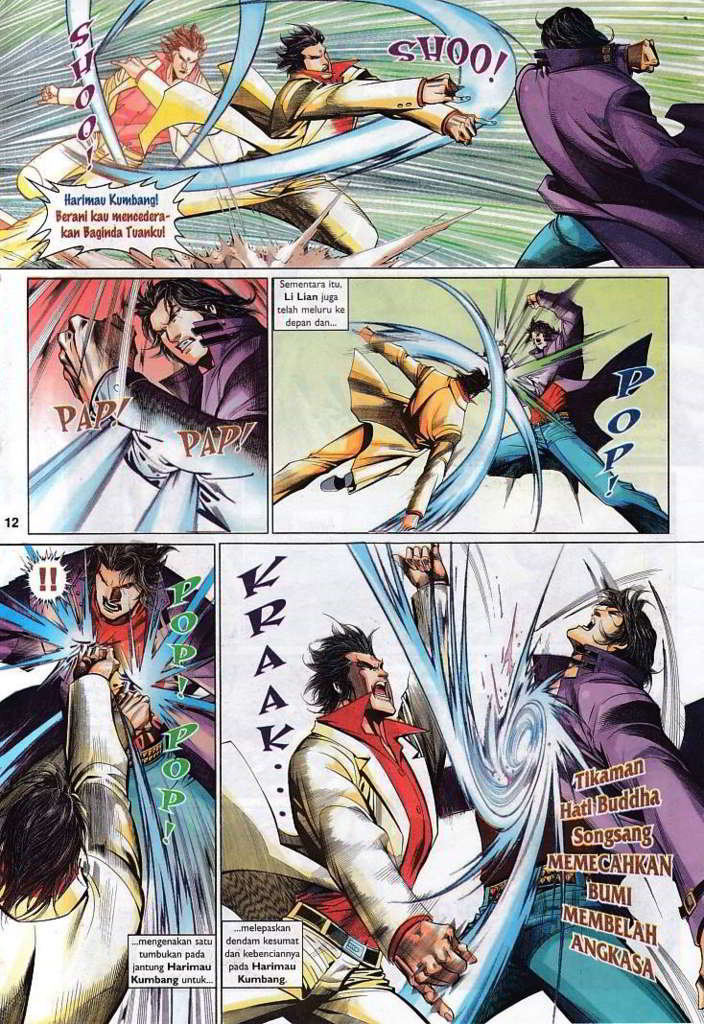 SHOO!
SHOO!
Harimau Kumbang!
Berani kau mencedera-
kan Baginda Tuanku!
PAP!
PAP!
Sementara itu,
Li Lian juga
telah meluru ke
depan dan...
POP!
12
!!
POP! POP!
...mengenakan satu
tumbukan pada
jantung Harimau
Kumbang untuk...
KRAAK...
...melepaskan
dendam kesumat
dan kebenciannya
pada Harimau
Kumbang.
Tikaman
Hati Buddha
Songsang
MEMECAHKAN
BUMI
MEMBELAH
ANGKASA